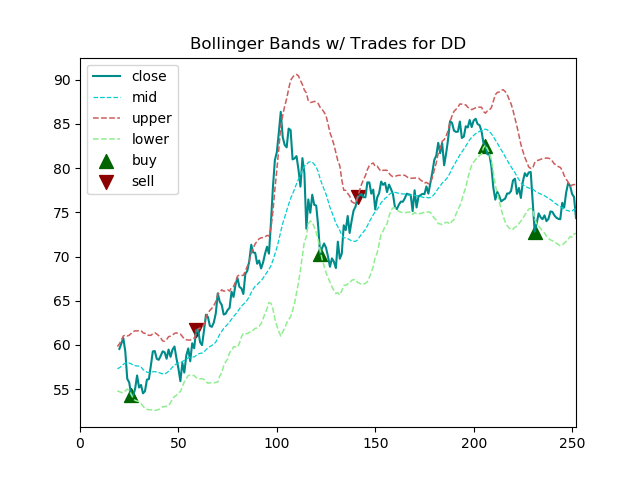 Bollinger Bands w/ Trades for DD
close
mid
upper
lower
buy
sell
90
85
80
75
70
65
60
55
0 50 100 150 200 250